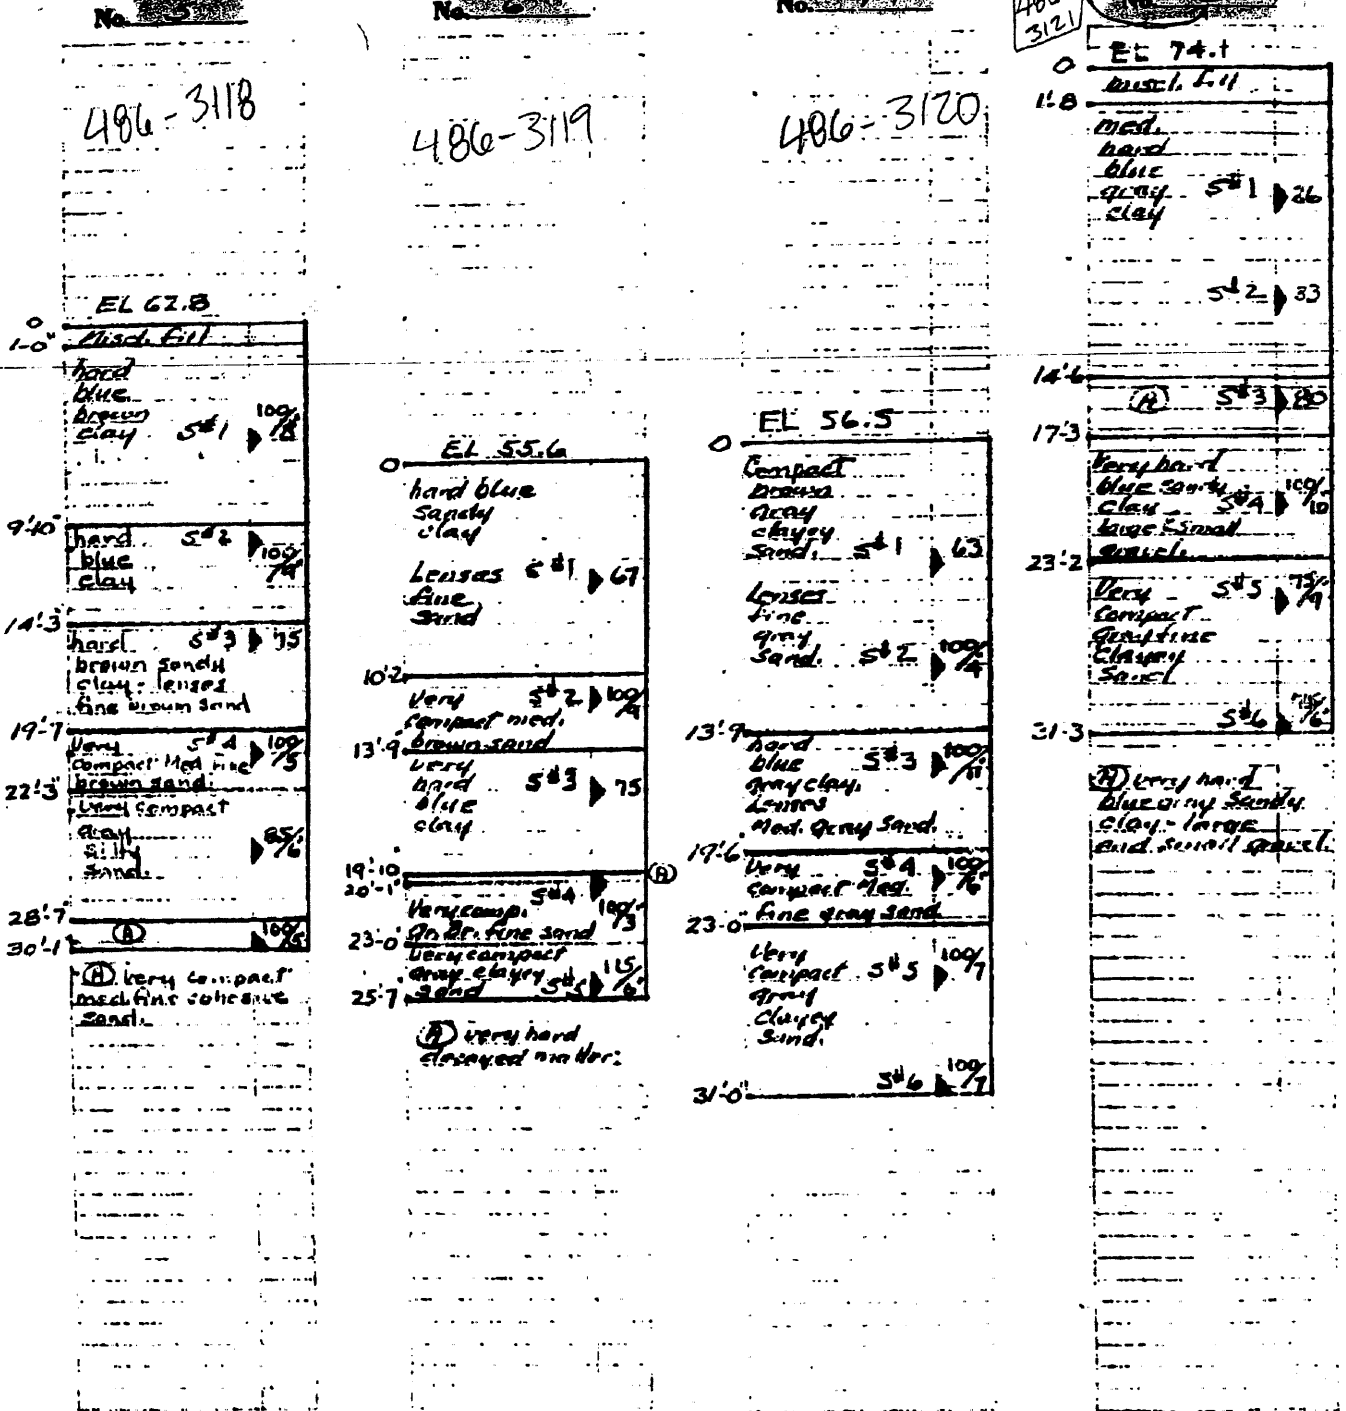 No. 5
486-3118
EL 62.8
0
1-0"
Miscl. fill
hard
blue
brown
clay S#1 100/8"
9'-10"
hard S#2
blue 100/9"
clay
14'-3"
hard S#3 75
brown sandy
clay - lenses
fine brown sand
19'-7"
Very S#4 100/5"
compact Med fine
brown sand.
22'-3"
Very compact
gray
silty 85/6"
sand.
28'-7"
(A) 100/5"
30'-1"
(A) very compact
med. fine cohesive
sand.
No. 6
486-3119
EL 55.6
0
hard blue
sandy
clay
Lenses S#1 67
fine
sand
10'-2"
Very S#2 100/9"
compact med.
brown sand
13'-9"
very
hard S#3 75
blue
clay
19'-10
20'-1"
(A)
S#4
Very comp. 100/3"
gr. br. fine sand
23'-0"
very compact
gray clayey 115/6"
sand S#5
25'-7"
(A) very hard
decayed matter.
No.
486-3120
EL 56.5
0
Compact
brown
gray
clayey
sand. S#1 63
lenses
fine
gray
sand. S#2 100/4"
13'-9"
hard
blue S#3 100/11"
gray clay.
Lenses
Med. gray sand.
19'-6"
Very S#4 100/6"
compact Med.
fine gray sand
23'-0"
Very
compact S#5 100/7
gray
clayey
sand.
S#6 100/7
31'-0"
3121
No.
EL 74.1
0
miscl. fill
1'-8
med.
hard
blue
gray S#1 26
clay
S#2 33
14'-6
(A) S#3 80
17'-3
Very hard
blue sandy 100/10
clay S#4
large & small
gravel.
23'-2
Very S#5 75/9
compact
gray fine
clayey
sand
S#6
31-3
(A) very hard
blue gray sandy
clay - large
and small gravel.